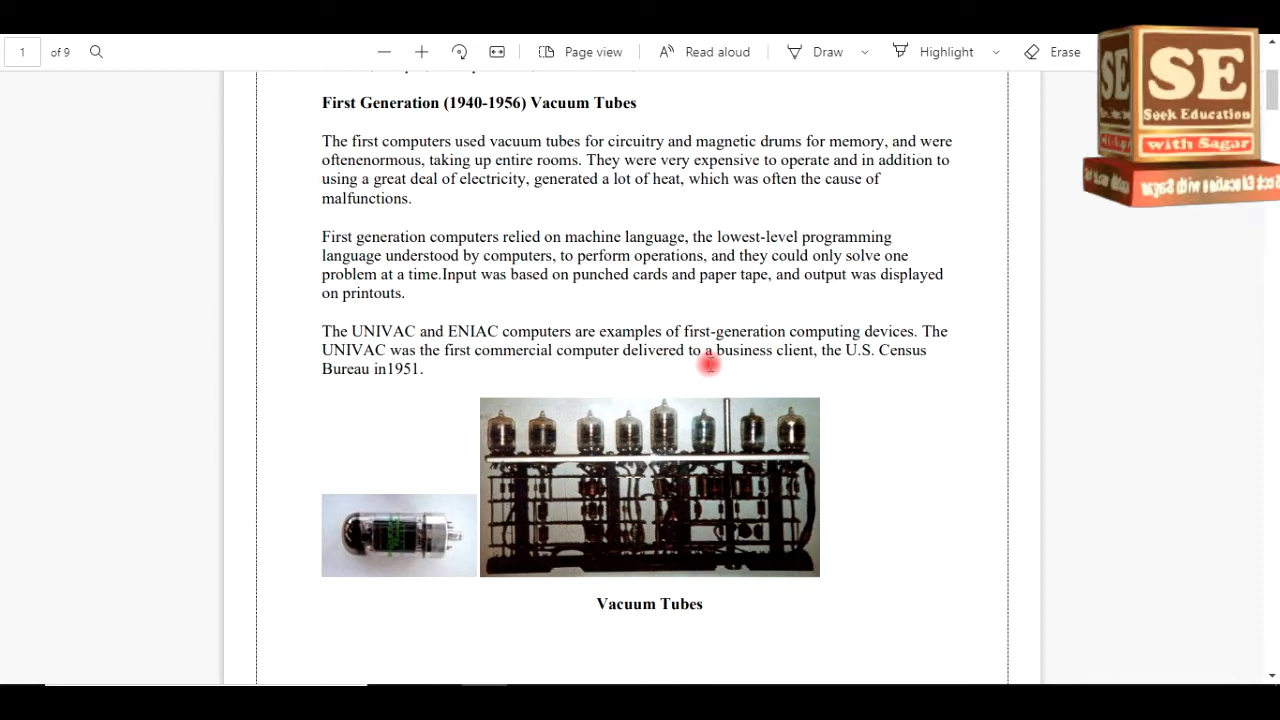 1 of 9 Page view Read aloud Draw Highlight Erase
First Generation (1940-1956) Vacuum Tubes
The first computers used vacuum tubes for circuitry and magnetic drums for memory, and were
oftenenormous, taking up entire rooms. They were very expensive to operate and in addition to
using a great deal of electricity, generated a lot of heat, which was often the cause of
malfunctions.
First generation computers relied on machine language, the lowest-level programming
language understood by computers, to perform operations, and they could only solve one
problem at a time.Input was based on punched cards and paper tape, and output was displayed
on printouts.
The UNIVAC and ENIAC computers are examples of first-generation computing devices. The
UNIVAC was the first commercial computer delivered to a business client, the U.S. Census
Bureau in1951.
Vacuum Tubes
SE
SE
Seek Education
with Sagar